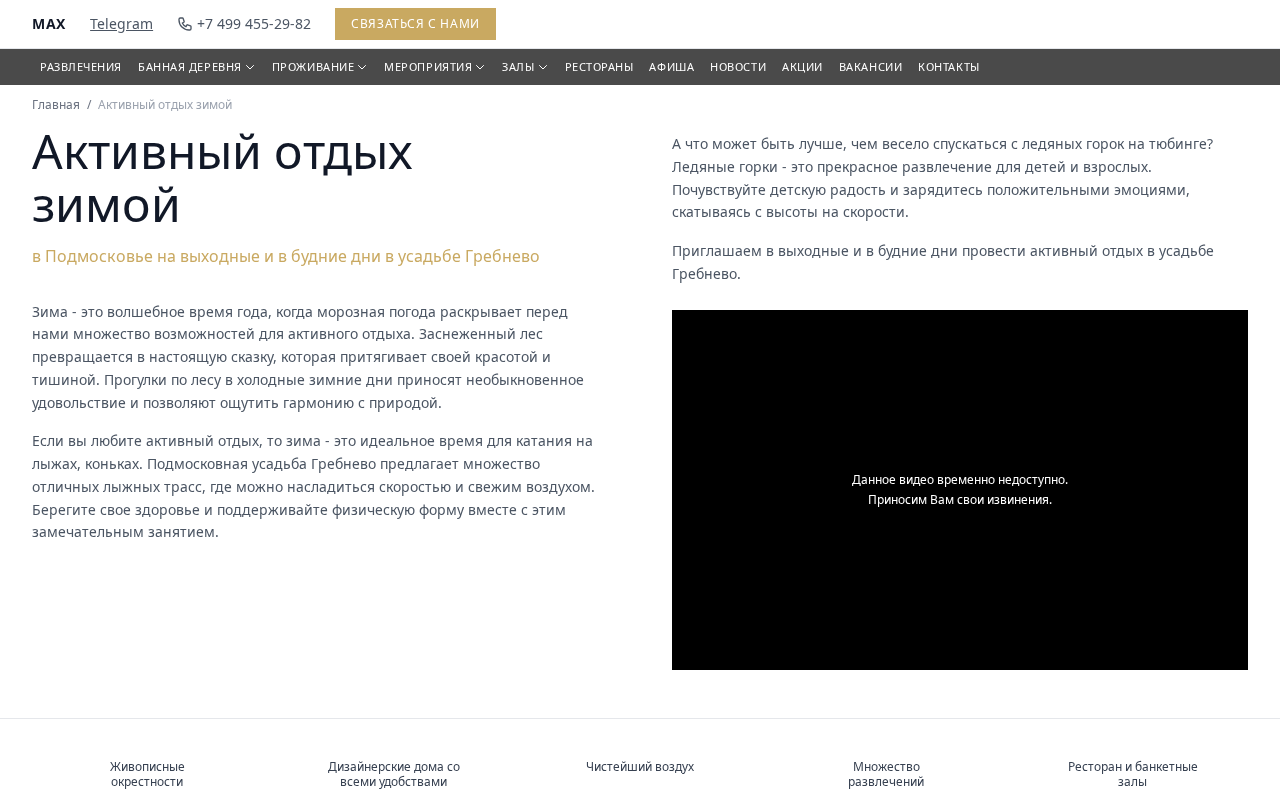 MAX Telegram +7 499 455-29-82 СВЯЗАТЬСЯ С НАМИ
РАЗВЛЕЧЕНИЯ БАННАЯ ДЕРЕВНЯ ПРОЖИВАНИЕ МЕРОПРИЯТИЯ ЗАЛЫ РЕСТОРАНЫ АФИША НОВОСТИ АКЦИИ ВАКАНСИИ КОНТАКТЫ
Главная / Активный отдых зимой
Активный отдых
зимой
в Подмосковье на выходные и в будние дни в усадьбе Гребнево
Зима - это волшебное время года, когда морозная погода раскрывает перед
нами множество возможностей для активного отдыха. Заснеженный лес
превращается в настоящую сказку, которая притягивает своей красотой и
тишиной. Прогулки по лесу в холодные зимние дни приносят необыкновенное
удовольствие и позволяют ощутить гармонию с природой.
Если вы любите активный отдых, то зима - это идеальное время для катания на
лыжах, коньках. Подмосковная усадьба Гребнево предлагает множество
отличных лыжных трасс, где можно насладиться скоростью и свежим воздухом.
Берегите свое здоровье и поддерживайте физическую форму вместе с этим
замечательным занятием.
А что может быть лучше, чем весело спускаться с ледяных горок на тюбинге?
Ледяные горки - это прекрасное развлечение для детей и взрослых.
Почувствуйте детскую радость и зарядитесь положительными эмоциями,
скатываясь с высоты на скорости.
Приглашаем в выходные и в будние дни провести активный отдых в усадьбе
Гребнево.
Данное видео временно недоступно.
Приносим Вам свои извинения.
Живописные
окрестности
Дизайнерские дома со
всеми удобствами
Чистейший воздух
Множество
развлечений
Ресторан и банкетные
залы